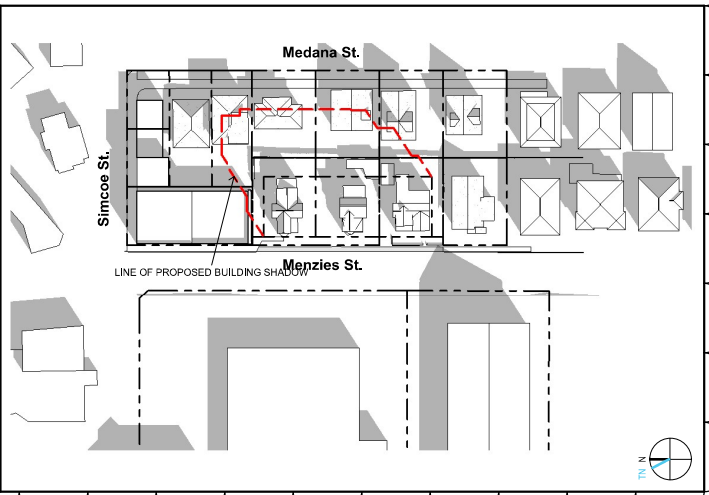 Medana St.
Simcoe St.
Menzies St.
LINE OF PROPOSED BUILDING SHADOW
N
TN